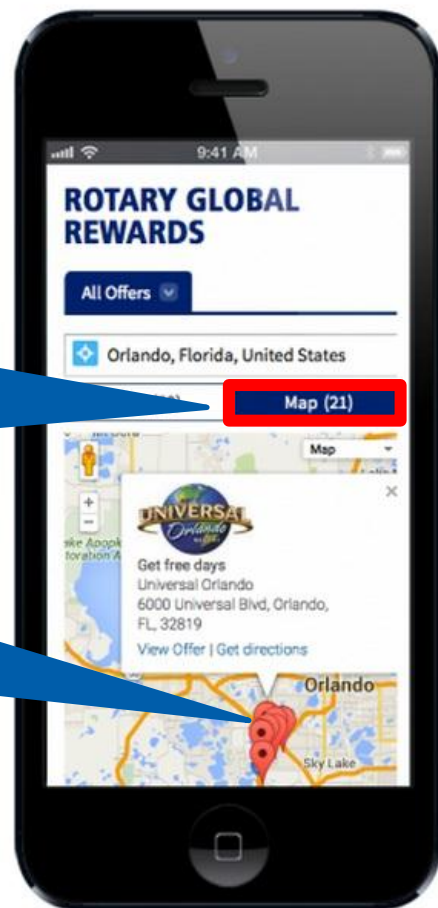 9:41 AM
ROTARY GLOBAL
REWARDS
All Offers
Orlando, Florida, United States
Map (21)
Map
UNIVERSAL
Orlando
Get free days
Universal Orlando
6000 Universal Blvd, Orlando,
FL, 32819
View Offer | Get directions
Orlando
Sky Lake